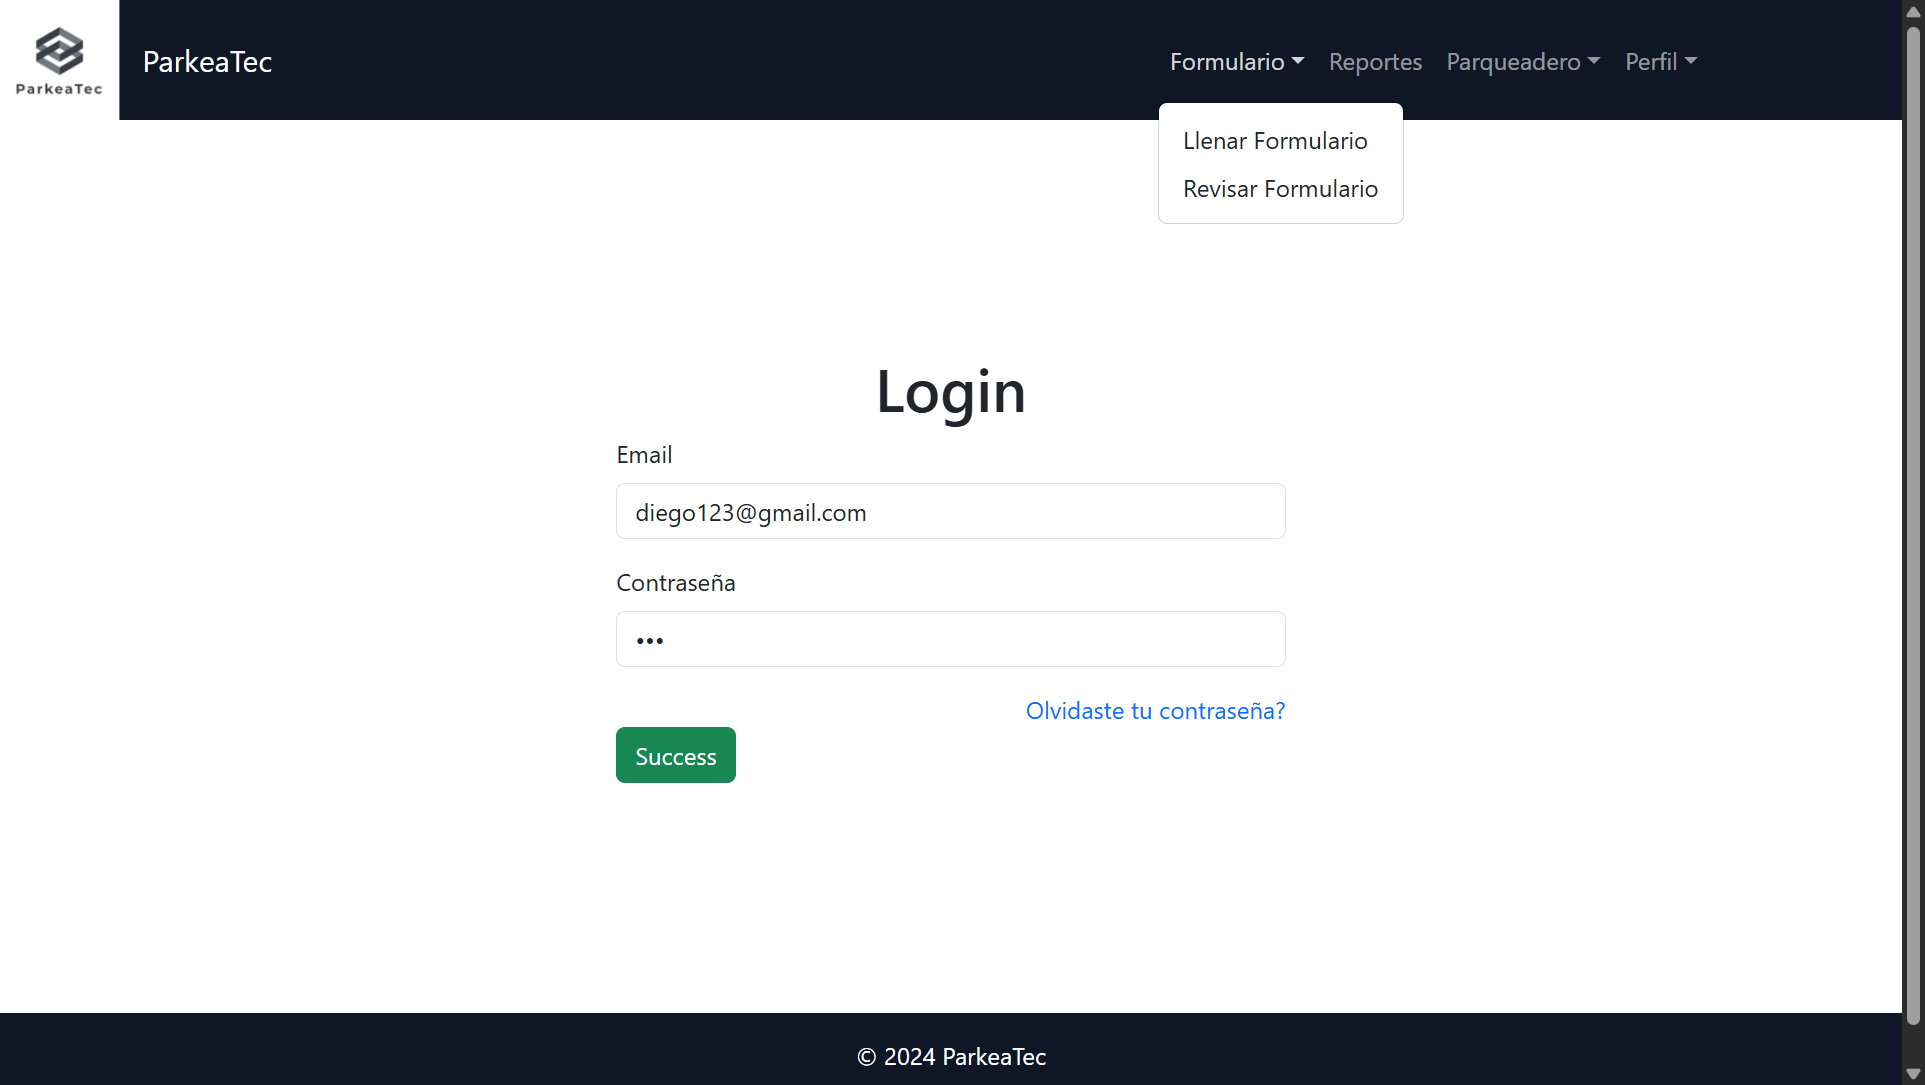 ParkeaTec
ParkeaTec
Formulario
Reportes
Parqueadero
Perfil
Llenar Formulario
Revisar Formulario
Login
Email
diego123@gmail.com
Contraseña
•••
Olvidaste tu contraseña?
Success
© 2024 ParkeaTec